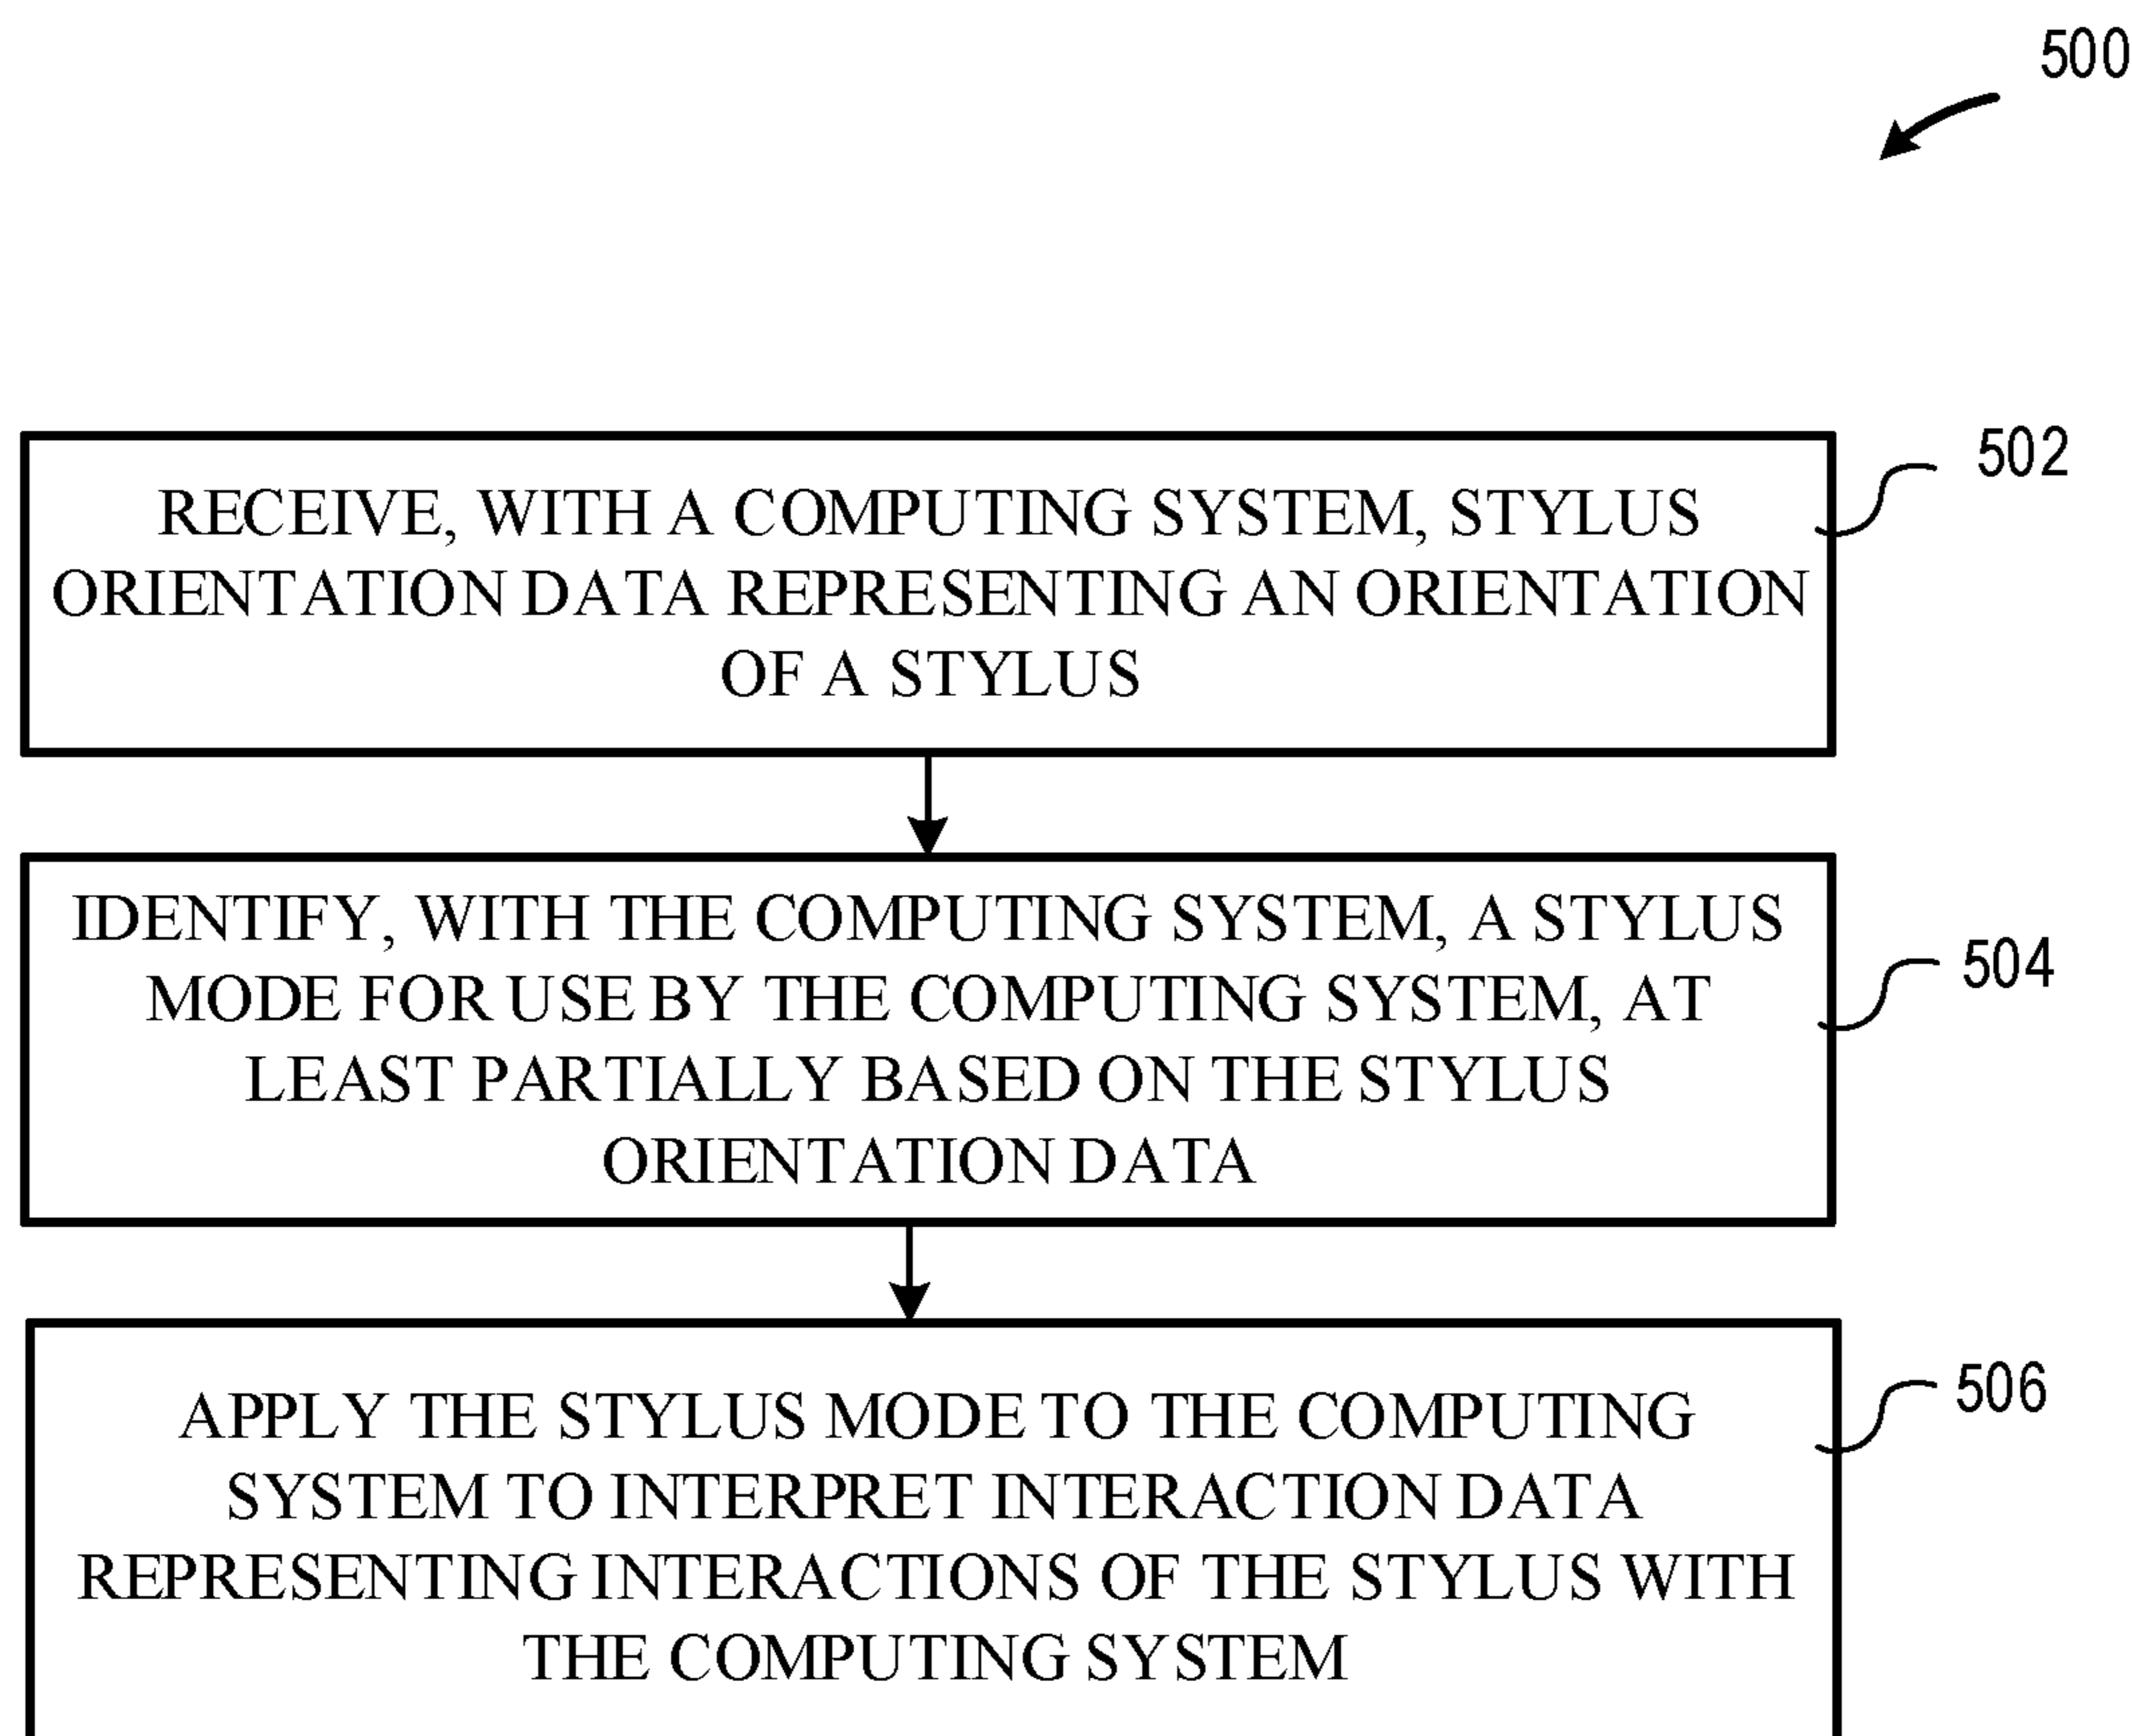 500
502
RECEIVE, WITH A COMPUTING SYSTEM, STYLUS
ORIENTATION DATA REPRESENTING AN ORIENTATION
OF A STYLUS
504
IDENTIFY, WITH THE COMPUTING SYSTEM, A STYLUS
MODE FOR USE BY THE COMPUTING SYSTEM, AT
LEAST PARTIALLY BASED ON THE STYLUS
ORIENTATION DATA
506
APPLY THE STYLUS MODE TO THE COMPUTING
SYSTEM TO INTERPRET INTERACTION DATA
REPRESENTING INTERACTIONS OF THE STYLUS WITH
THE COMPUTING SYSTEM